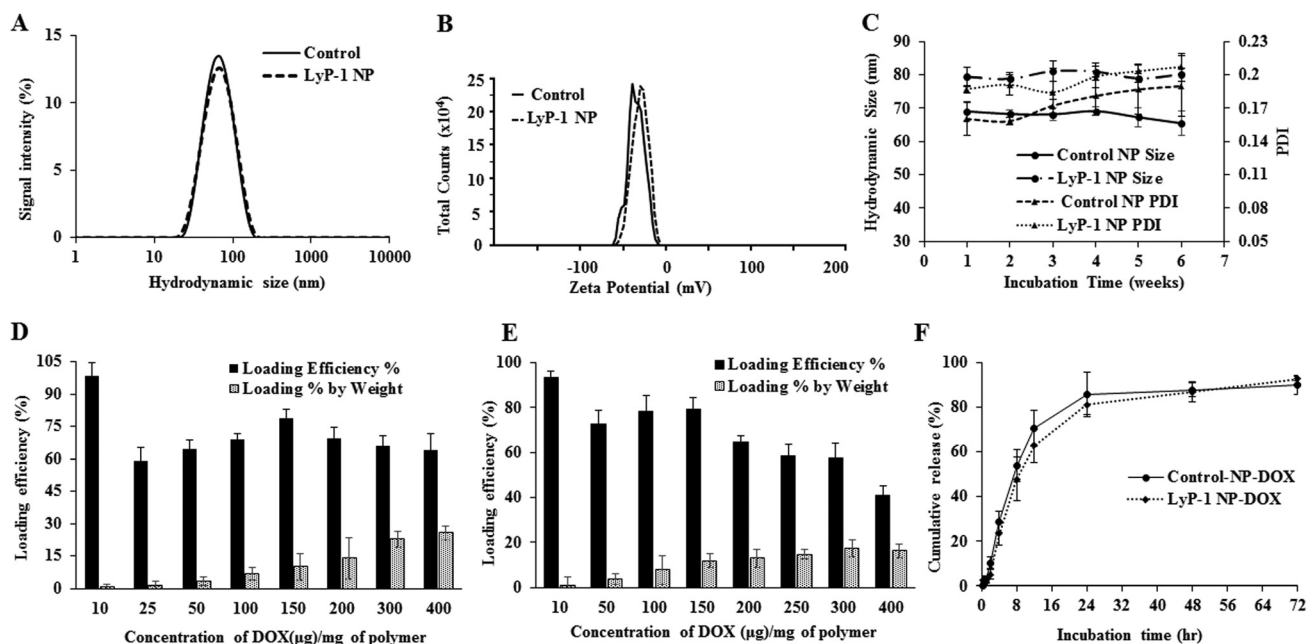 A
Signal intensity (%)
15
10
5
0
Control
LyP-1 NP
1
10
100
1000
10000
Hydrodynamic size (nm)
B
Total Counts (x10⁴)
25
20
15
10
5
0
Control
LyP-1 NP
-100
0
100
200
Zeta Potential (mV)
C
Hydrodynamic Size (nm)
90
80
70
60
50
40
30
0.23
0.2
0.17
0.14
0.11
0.08
0.05
PDI
Control NP Size
LyP-1 NP Size
Control NP PDI
LyP-1 NP PDI
0 1 2 3 4 5 6 7
Incubation Time (weeks)
D
Loading efficiency (%)
105
90
75
60
45
30
15
0
Loading Efficiency %
Loading % by Weight
10 25 50 100 150 200 300 400
Concentration of DOX(µg)/mg of polymer
E
Loading efficiency (%)
100
80
60
40
20
0
Loading Efficiency %
Loading % by Weight
10 50 100 150 200 250 300 400
Concentration of DOX (µg)/mg of polymer
F
Cumulative release (%)
100
80
60
40
20
0
Control-NP-DOX
LyP-1 NP-DOX
0 8 16 24 32 40 48 56 64 72
Incubation time (hr)